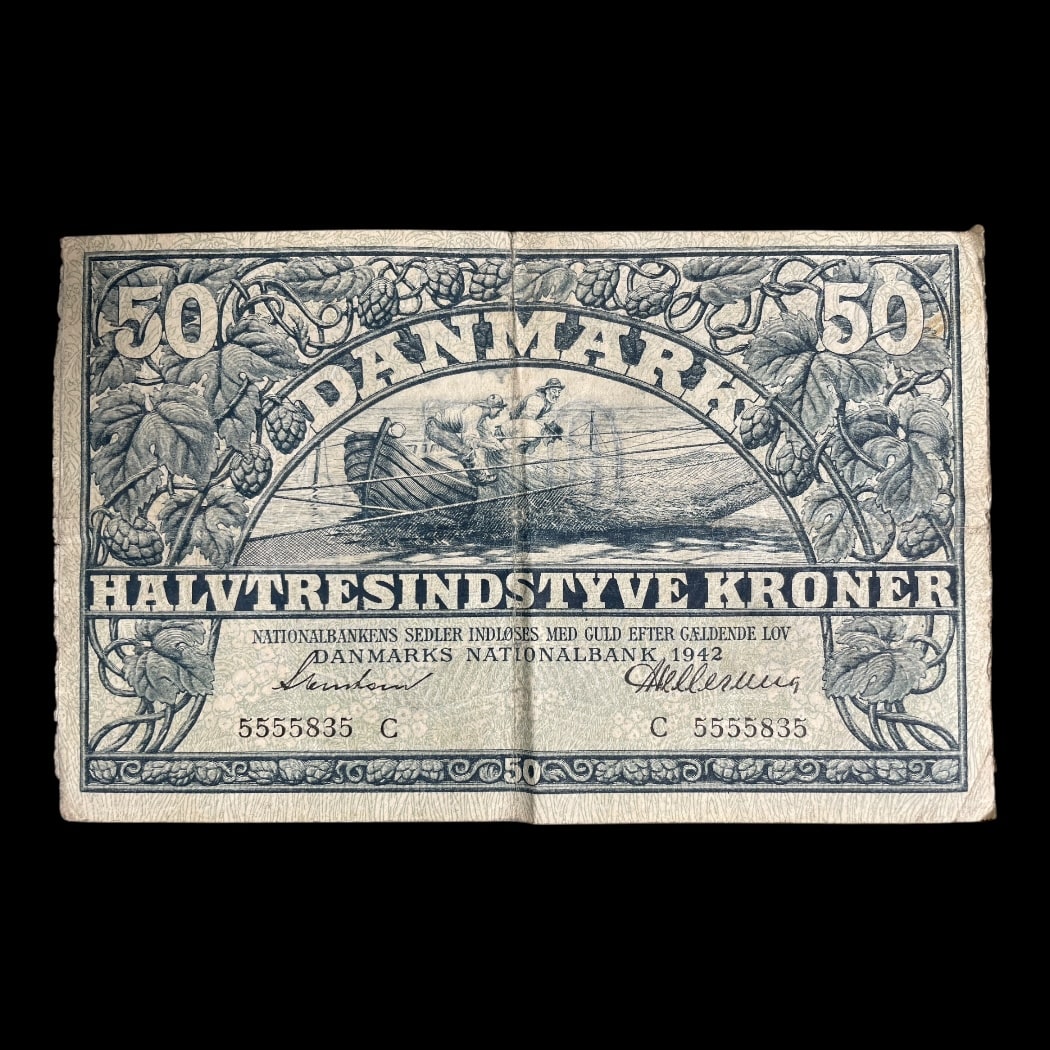 50 50
DANMARK
HALVTRESINDSTYVE KRONER
NATIONALBANKENS SEDLER INDLØSES MED GULD EFTER GÆLDENDE LOV
DANMARKS NATIONALBANK 1942
Svendsen
5555835 C C 5555835
50